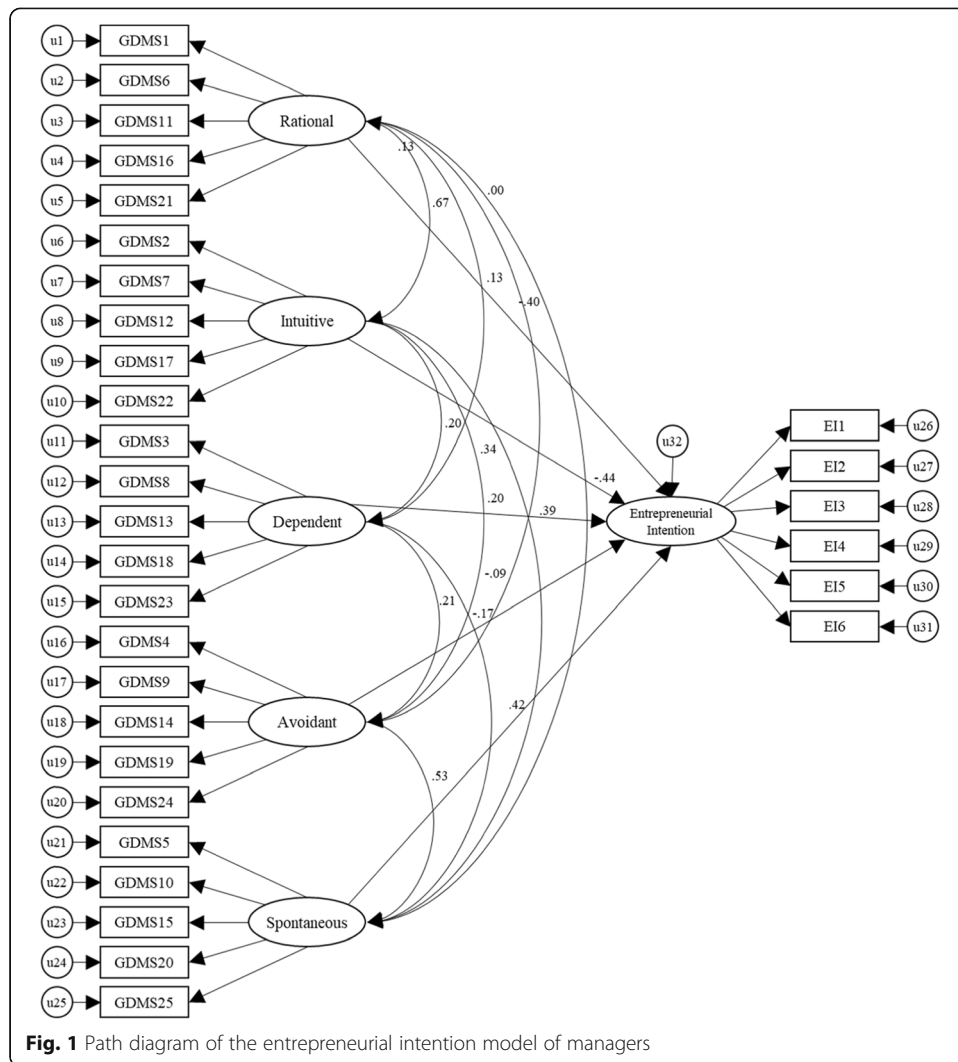 u1 GDMS1
u2 GDMS6
u3 GDMS11
u4 GDMS16
u5 GDMS21
Rational
u6 GDMS2
u7 GDMS7
u8 GDMS12
u9 GDMS17
u10 GDMS22
Intuitive
u11 GDMS3
u12 GDMS8
u13 GDMS13
u14 GDMS18
u15 GDMS23
Dependent
u16 GDMS4
u17 GDMS9
u18 GDMS14
u19 GDMS19
u20 GDMS24
Avoidant
u21 GDMS5
u22 GDMS10
u23 GDMS15
u24 GDMS20
u25 GDMS25
Spontaneous
.13
.67
.00
.13
-.40
.20
.34
-.44
.20
.39
-.09
.21
-.17
.42
.53
u32
Entrepreneurial
Intention
EI1 u26
EI2 u27
EI3 u28
EI4 u29
EI5 u30
EI6 u31
Fig. 1 Path diagram of the entrepreneurial intention model of managers